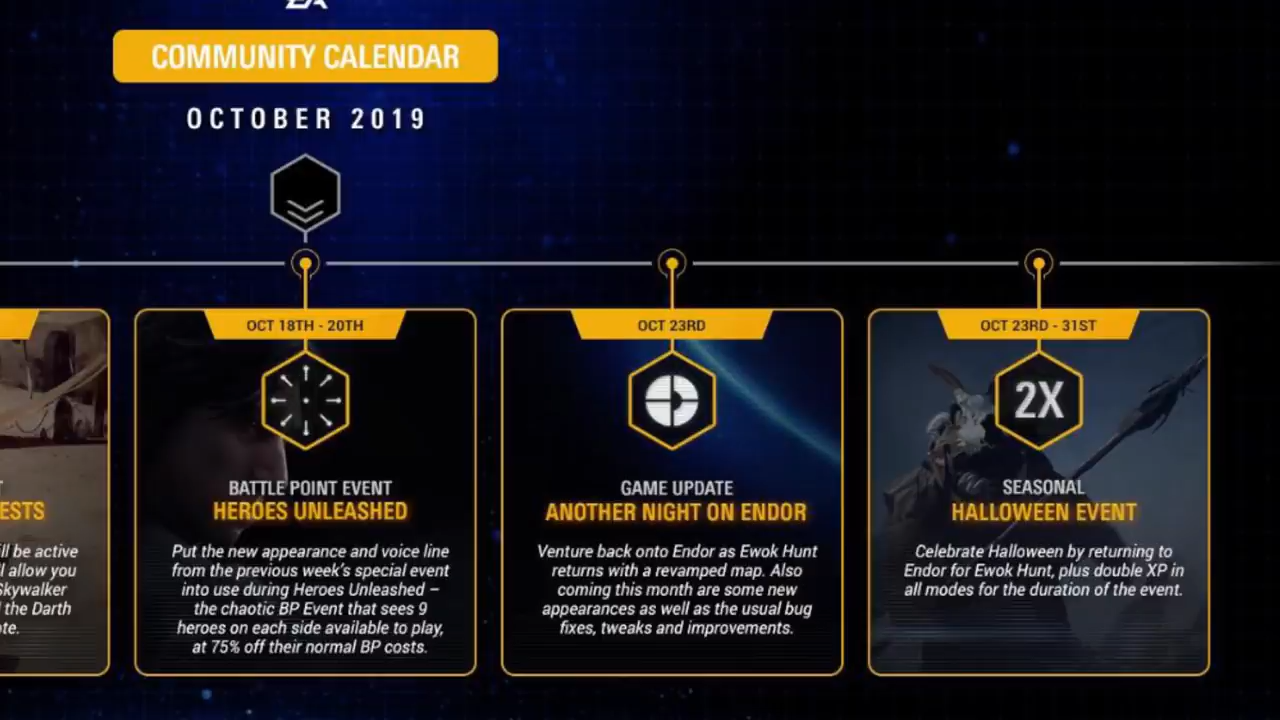 EA
COMMUNITY CALENDAR
OCTOBER 2019
ESTS
ll be active
l allow you
Skywalker
the Darth
OCT 18TH - 20TH
BATTLE POINT EVENT
HEROES UNLEASHED
Put the new appearance and voice line
from the previous week's special event
into use during Heroes Unleashed –
the chaotic BP Event that sees 9
heroes on each side available to play,
at 75% off their normal BP costs.
OCT 23RD
GAME UPDATE
ANOTHER NIGHT ON ENDOR
Venture back onto Endor as Ewok Hunt
returns with a revamped map. Also
coming this month are some new
appearances as well as the usual bug
fixes, tweaks and improvements.
OCT 23RD - 31ST
2X
SEASONAL
HALLOWEEN EVENT
Celebrate Halloween by returning to
Endor for Ewok Hunt, plus double XP in
all modes for the duration of the event.